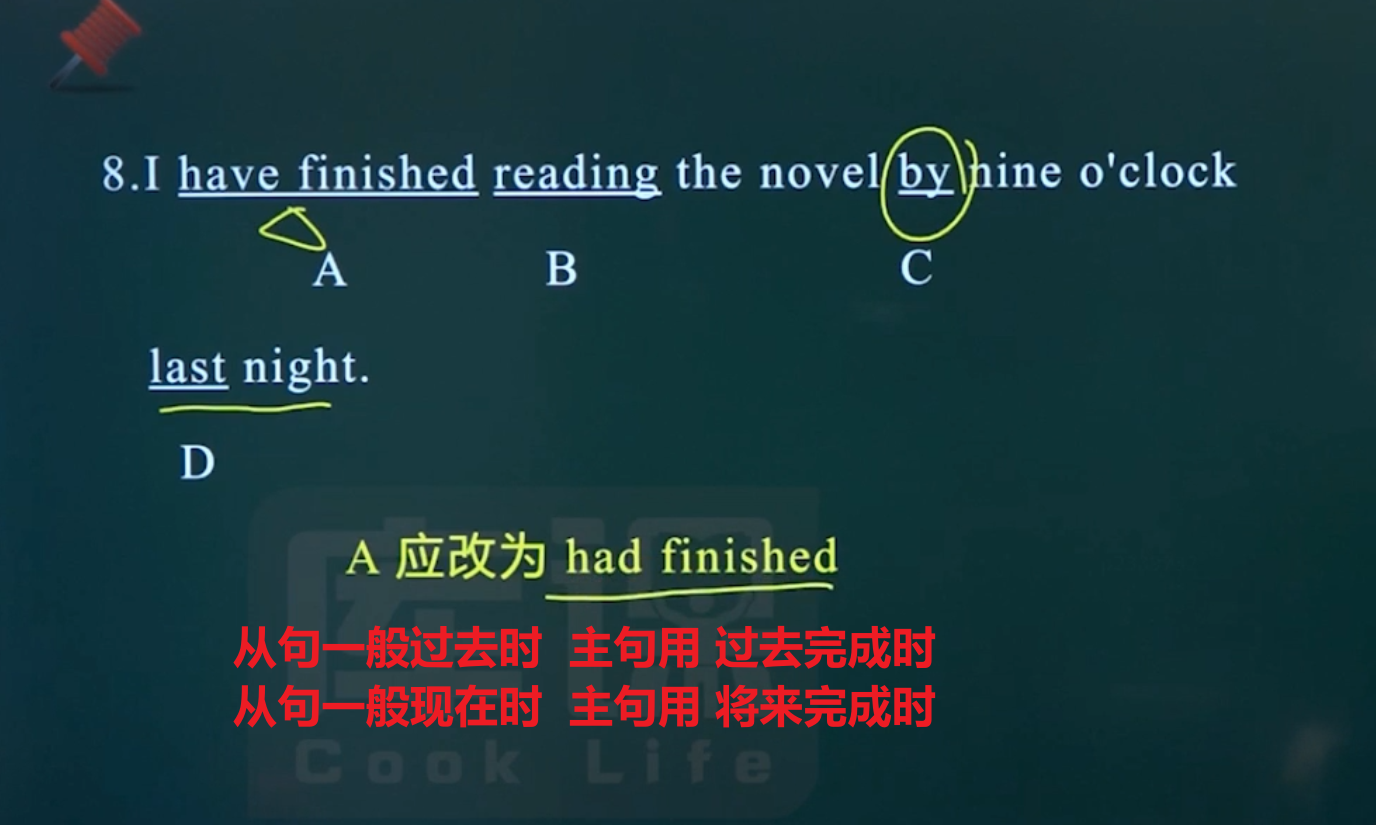 8.I have finished reading the novel by nine o'clock
A B C
last night.
D
A 应改为 had finished
从句一般过去时 主句用 过去完成时
从句一般现在时 主句用 将来完成时
Cook Life